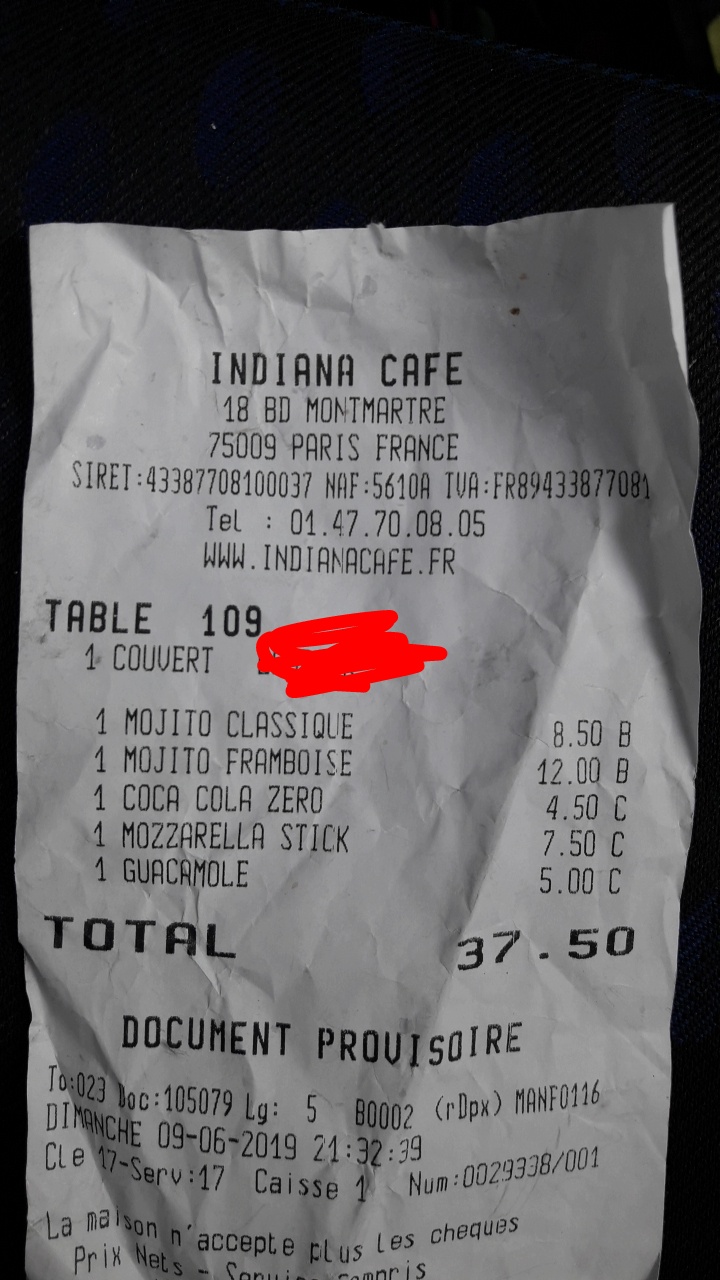 INDIANA CAFE
18 BD MONTMARTRE
75009 PARIS FRANCE
SIRET:43387708100037 NAF:5610A TVA:FR89433877081
Tel : 01.47.70.08.05
WWW.INDIANACAFE.FR
TABLE 109
1 COUVERT
1 MOJITO CLASSIQUE 8.50 B
1 MOJITO FRAMBOISE 12.00 B
1 COCA COLA ZERO 4.50 C
1 MOZZARELLA STICK 7.50 C
1 GUACAMOLE 5.00 C
TOTAL 37.50
DOCUMENT PROVISOIRE
To:023 Doc:105079 Lg: 5 B0002 (rDpx) MANF0116
DIMANCHE 09-06-2019 21:32:39
Cle 17-Serv:17 Caisse 1 Num:0029338/001
La maison n'accepte plus les cheques
Prix Nets - Service Compris